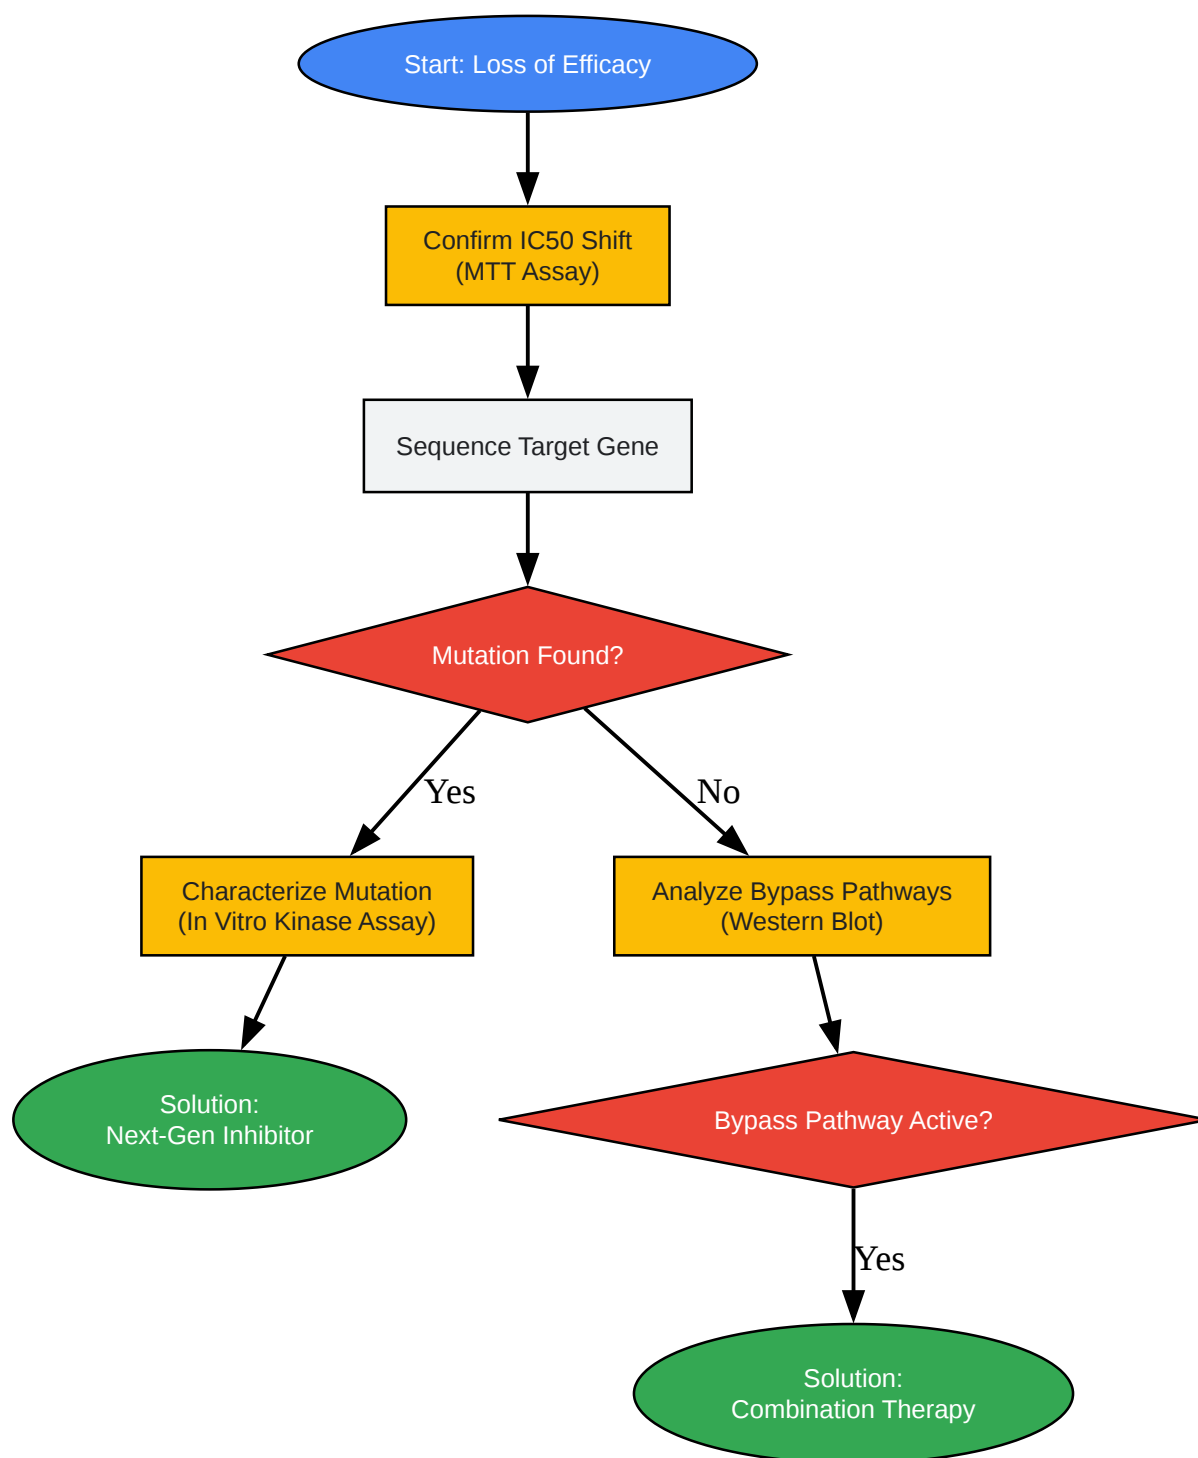 Start: Loss of Efficacy
Confirm IC50 Shift
(MTT Assay)
Sequence Target Gene
Mutation Found?
Yes
No
Characterize Mutation
(In Vitro Kinase Assay)
Analyze Bypass Pathways
(Western Blot)
Solution:
Next-Gen Inhibitor
Bypass Pathway Active?
Yes
Solution:
Combination Therapy